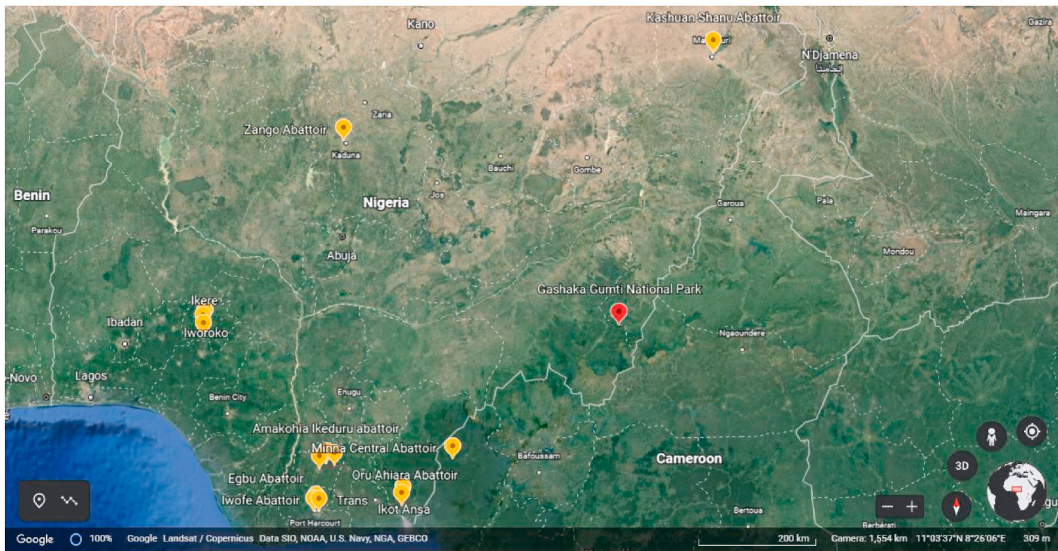 Kashuan Shanu Abattoir
Gazira
Kano
N'Djamena
انجامينا
Zaria
Zango Abattoir
Kaduna
Bauchi
Gombe
Benin
Jos
Nigeria
Garoua
Pala
Maingara
Parakou
Abuja
Mondou
Gashaka Gumti National Park
Ikere
Ibadan
Iworoko
Ngaoundere
-Novo
Lagos
Enugu
Benin City
Amakohia Ikeduru abattoir
Minna Central Abattoir
Bafoussam
Cameroon
Oru Ahiara Abattoir
Egbu Abattoir
3D
Iwofe Abattoir
Trans
Ikot Ansa
Port Harcourt
Bertoua
Berbérati
Google 100% Google Landsat / Copernicus Data SIO, NOAA, U.S. Navy, NGA, GEBCO 200 km Camera: 1,554 km 11°03'37"N 8°26'06"E 309 m